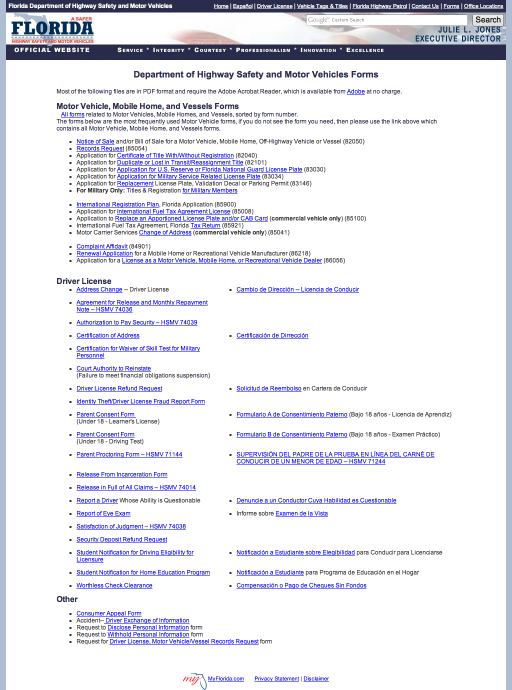 Florida Department of Highway Safety and Motor Vehicles
Home | Español | Driver License | Vehicle Tags & Titles | Florida Highway Patrol | Contact Us | Forms | Office Locations
A SAFER
FLORIDA
HIGHWAY SAFETY AND MOTOR VEHICLES
Google Custom Search
Search
JULIE L. JONES
EXECUTIVE DIRECTOR
OFFICIAL WEBSITE
SERVICE * INTEGRITY * COURTESY * PROFESSIONALISM * INNOVATION * EXCELLENCE
Department of Highway Safety and Motor Vehicles Forms
Most of the following files are in PDF format and require the Adobe Acrobat Reader, which is available from Adobe at no charge.
Motor Vehicle, Mobile Home, and Vessels Forms
All forms related to Motor Vehicles, Mobile Homes, and Vessels, sorted by form number.
The forms below are the most frequently used Motor Vehicle forms, if you do not see the form you need, then please use the link above which
contains all Motor Vehicle, Mobile Home, and Vessels forms.
Notice of Sale and/or Bill of Sale for a Motor Vehicle, Mobile Home, Off-Highway Vehicle or Vessel (82050)
Records Request (85054)
Application for Certificate of Title With/Without Registration (82040)
Application for Duplicate or Lost in Transit/Reassignment Title (82101)
Application for U.S. Reserve or Florida National Guard License Plate (83030)
Application for Military Service Related License Plate (83034)
Application for Replacement License Plate, Validation Decal or Parking Permit (83146)
For Military Only: Titles & Registration for Military Members
International Registration Plan, Florida Application (85900)
Application for International Fuel Tax Agreement License (85008)
Application to Replace an Apportioned License Plate and/or CAB Card (commercial vehicle only) (85100)
International Fuel Tax Agreement, Florida Tax Return (85921)
Motor Carrier Services Change of Address (commercial vehicle only) (85041)
Complaint Affidavit (84901)
Renewal Application for a Mobile Home or Recreational Vehicle Manufacturer (86218)
Application for a License as a Motor Vehicle, Mobile Home, or Recreational Vehicle Dealer (86056)
Driver License
Address Change – Driver License
Cambio de Dirección – Licencia de Conducir
Agreement for Release and Monthly Repayment
Note – HSMV 74036
Authorization to Pay Security – HSMV 74039
Certification of Address
Certificación de Dirrección
Certification for Waiver of Skill Test for Military
Personnel
Court Authority to Reinstate
(Failure to meet financial obligations suspension)
Driver License Refund Request
Solicitud de Reembolso en Cartera de Conducir
Identity Theft/Driver License Fraud Report Form
Parent Consent Form
(Under 18 - Learner's License)
Formulario A de Consentimiento Paterno (Bajo 18 años - Licencia de Aprendiz)
Parent Consent Form
(Under 18 - Driving Test)
Formulario B de Consentimiento Paterno (Bajo 18 años - Examen Práctico)
Parent Proctoring Form – HSMV 71144
SUPERVISIÓN DEL PADRE DE LA PRUEBA EN LÍNEA DEL CARNÉ DE
CONDUCIR DE UN MENOR DE EDAD – HSMV 71244
Release From Incarceration Form
Release in Full of All Claims – HSMV 74014
Report a Driver Whose Ability is Questionable
Denuncie a un Conductor Cuya Habilidad es Cuestionable
Report of Eye Exam
Informe sobre Examen de la Vista
Satisfaction of Judgment – HSMV 74038
Security Deposit Refund Request
Student Notification for Driving Eligibility for
Licensure
Notificación a Estudiante sobre Elegibilidad para Conducir para Licenciarse
Student Notification for Home Education Program
Notificación a Estudiante para Programa de Educación en el Hogar
Worthless Check Clearance
Compensación o Pago de Cheques Sin Fondos
Other
Consumer Appeal Form
Accident– Driver Exchange of Information
Request to Disclose Personal Information form
Request to Withhold Personal Information form
Request for Driver License, Motor Vehicle/Vessel Records Request form
my MyFlorida.com Privacy Statement | Disclaimer